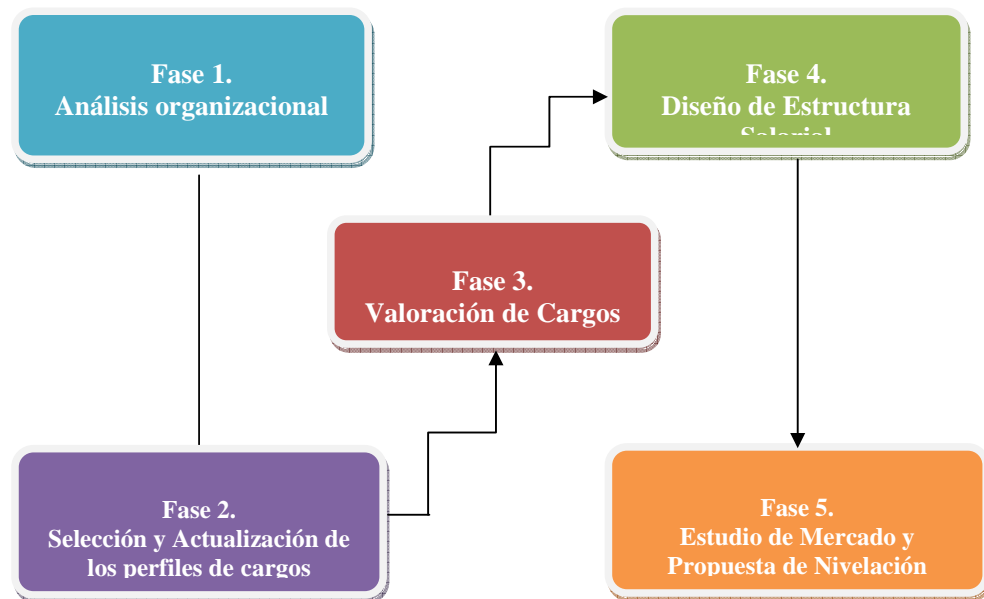 Fase 1.
Análisis organizacional
Fase 2.
Selección y Actualización de
los perfiles de cargos
Fase 3.
Valoración de Cargos
Fase 4.
Diseño de Estructura
Salarial
Fase 5.
Estudio de Mercado y
Propuesta de Nivelación